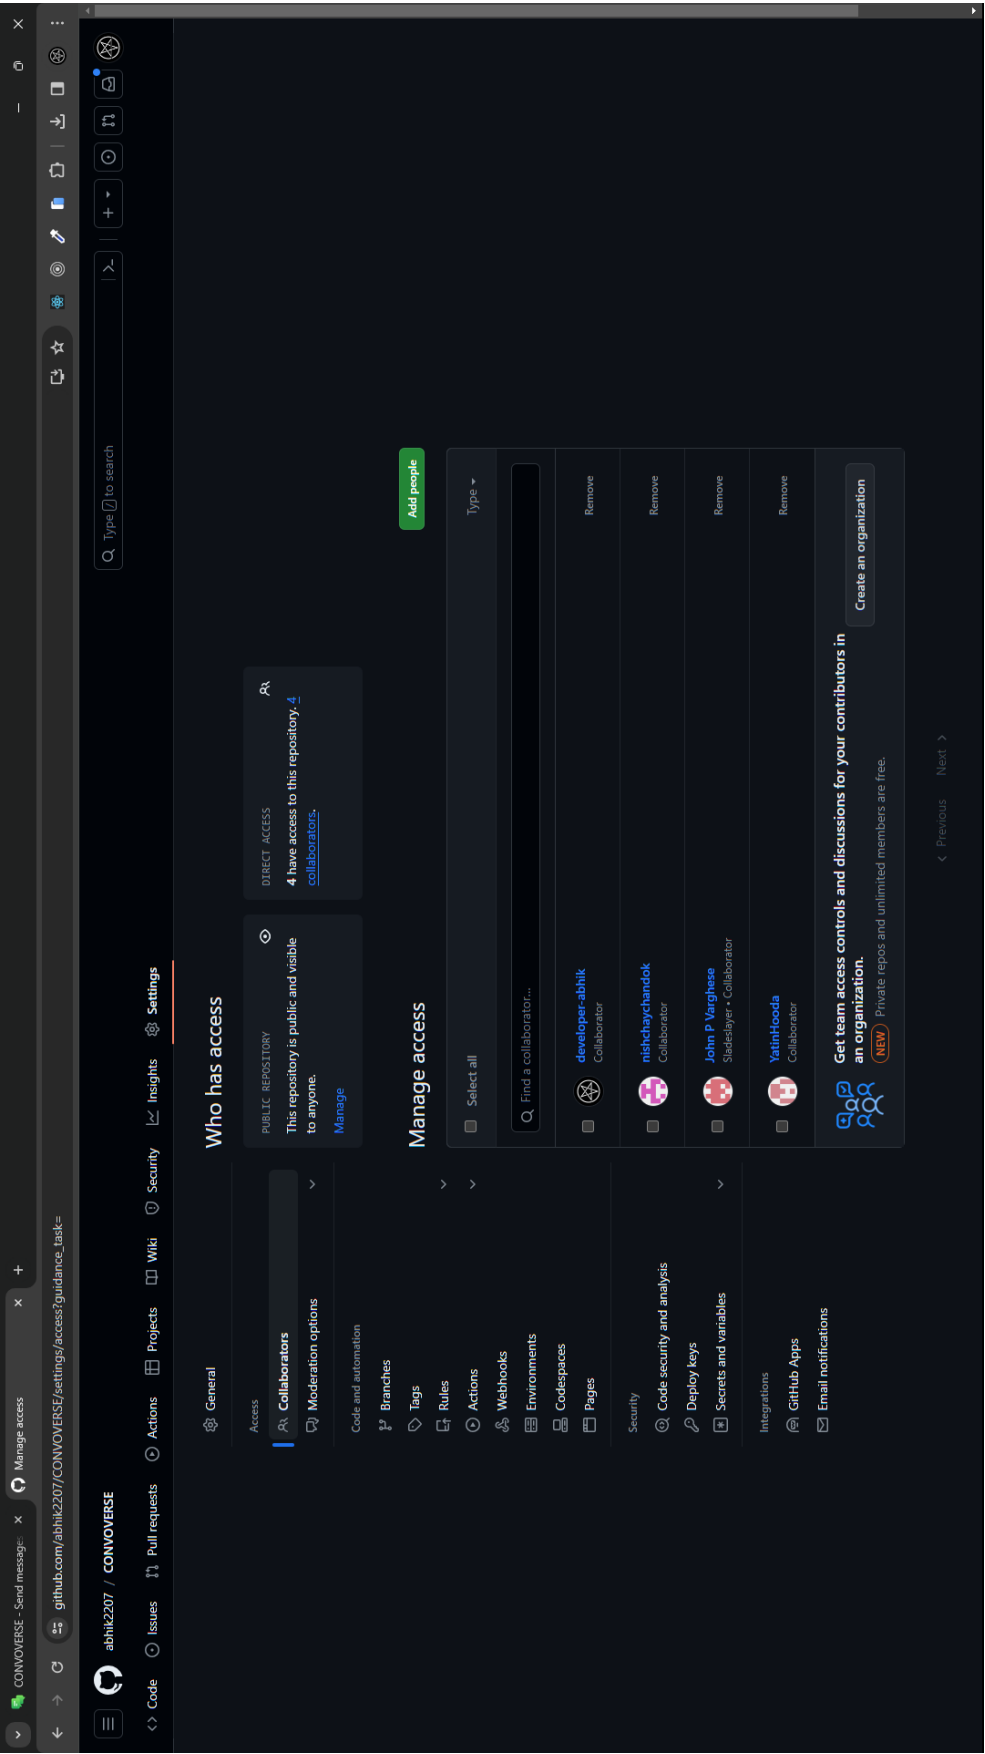 CONVOVERSE - Send messages
Manage access
github.com/abhik2207/CONVOVERSE/settings/access?guidance_task=
abhik2207 / CONVOVERSE
Type / to search
Code
Issues
Pull requests
Actions
Projects
Wiki
Security
Insights
Settings
General
Access
Collaborators
Moderation options
Code and automation
Branches
Tags
Rules
Actions
Webhooks
Environments
Codespaces
Pages
Security
Code security and analysis
Deploy keys
Secrets and variables
Integrations
GitHub Apps
Email notifications
Who has access
PUBLIC REPOSITORY
This repository is public and visible
to anyone.
Manage
DIRECT ACCESS
4 have access to this repository. 4
collaborators.
Manage access
Add people
Select all
Type
Find a collaborator...
developer-abhik
Collaborator
Remove
nishchaychandok
Collaborator
Remove
John P Varghese
Sladeslayer • Collaborator
Remove
YatinHooda
Collaborator
Remove
Get team access controls and discussions for your contributors in
an organization.
NEW Private repos and unlimited members are free.
Create an organization
Previous Next